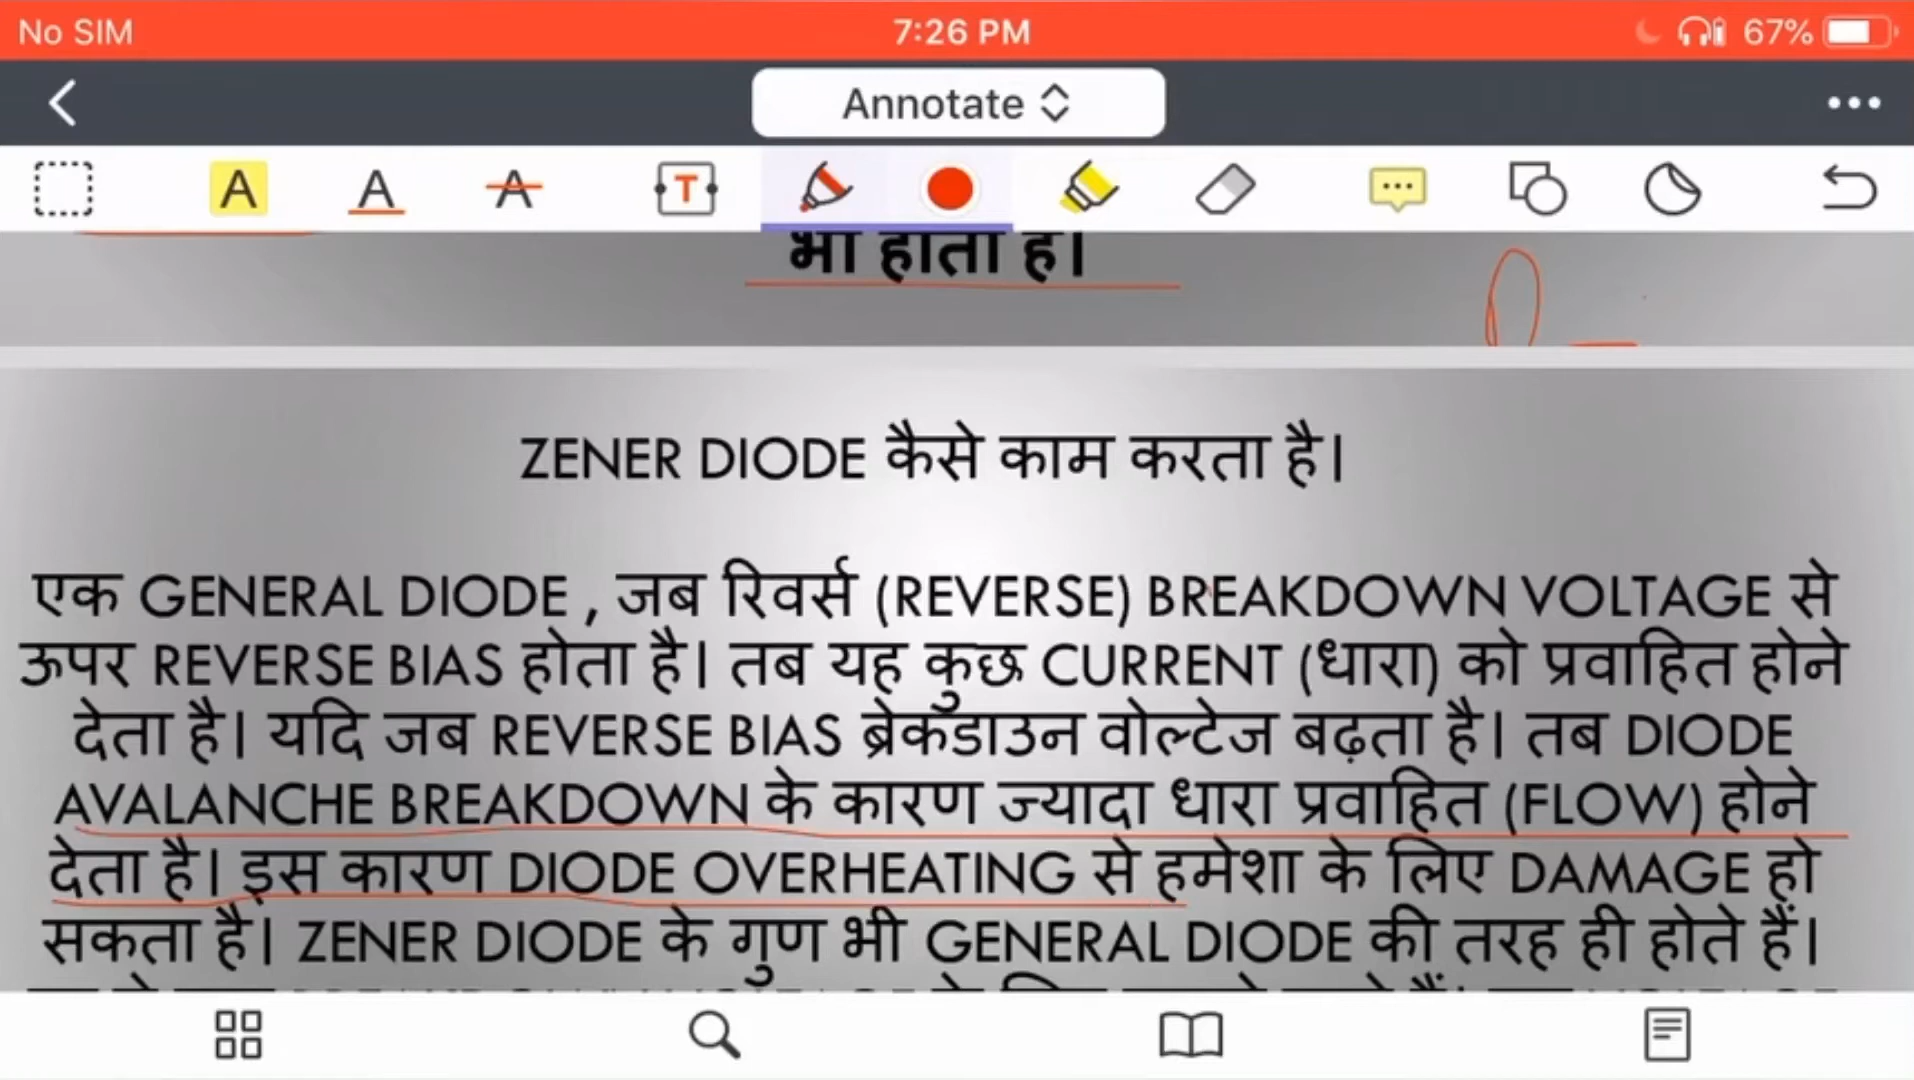 No SIM
7:26 PM
67%
Annotate
A
A
A
T
भी होता है।
ZENER DIODE कैसे काम करता है।
एक GENERAL DIODE , जब रिवर्स (REVERSE) BREAKDOWN VOLTAGE से
ऊपर REVERSE BIAS होता है। तब यह कुछ CURRENT (धारा) को प्रवाहित होने
देता है। यदि जब REVERSE BIAS ब्रेकडाउन वोल्टेज बढ़ता है। तब DIODE
AVALANCHE BREAKDOWN के कारण ज्यादा धारा प्रवाहित (FLOW) होने
देता है। इस कारण DIODE OVERHEATING से हमेशा के लिए DAMAGE हो
सकता है। ZENER DIODE के गुण भी GENERAL DIODE की तरह ही होते हैं।